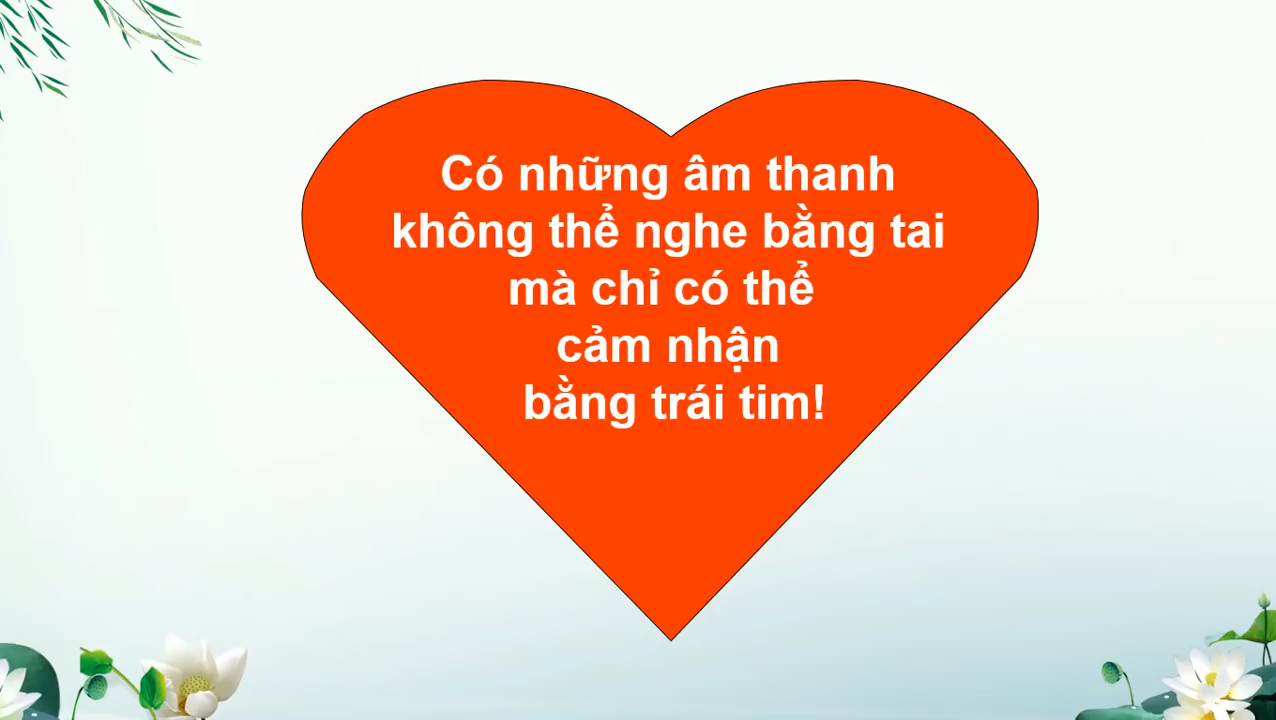 Có những âm thanh
không thể nghe bằng tai
mà chỉ có thể
cảm nhận
bằng trái tim!